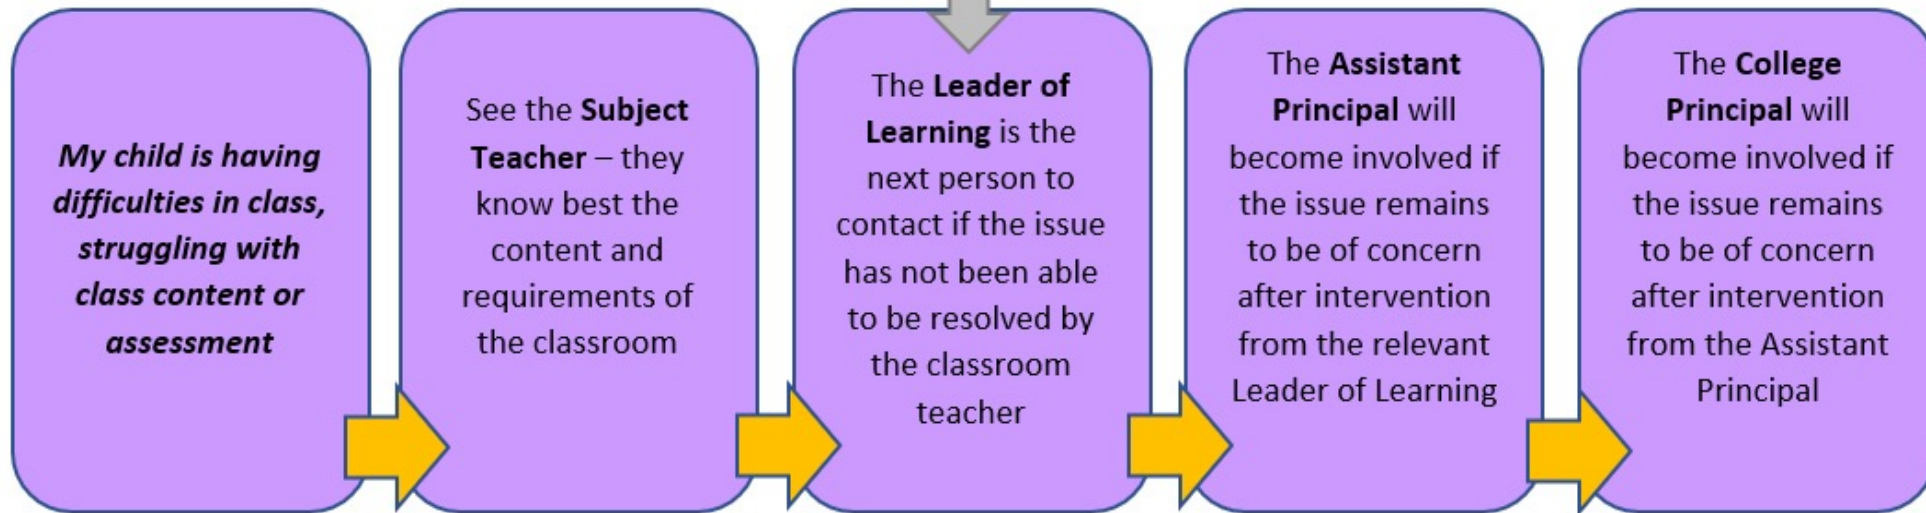 My child is having
difficulties in class,
struggling with
class content or
assessment
See the Subject
Teacher – they
know best the
content and
requirements of
the classroom
The Leader of
Learning is the
next person to
contact if the issue
has not been able
to be resolved by
the classroom
teacher
The Assistant
Principal will
become involved if
the issue remains
to be of concern
after intervention
from the relevant
Leader of Learning
The College
Principal will
become involved if
the issue remains
to be of concern
after intervention
from the Assistant
Principal